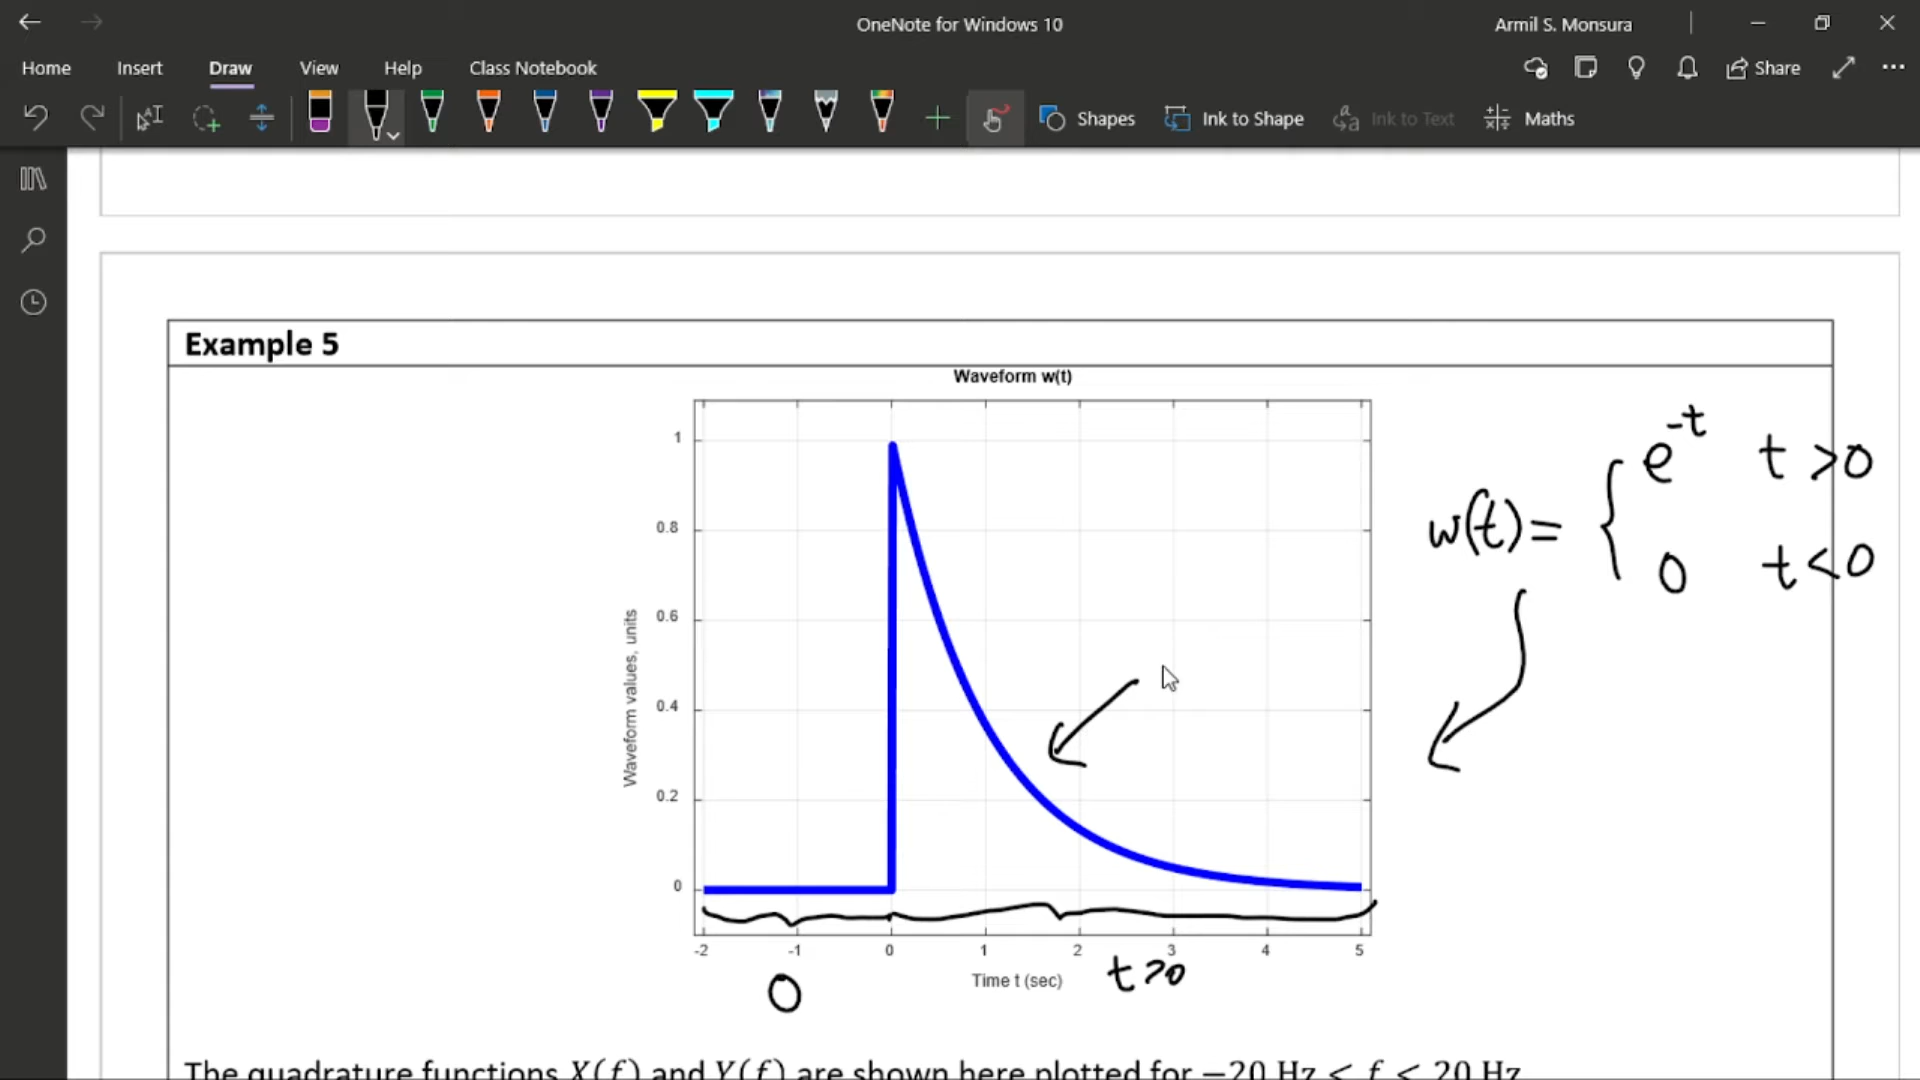 OneNote for Windows 10
Armil S. Monsura
Home Insert Draw View Help Class Notebook
Share
Shapes Ink to Shape Ink to Text Maths
Example 5
Waveform w(t)
1
0.8
0.6
0.4
0.2
0
Waveform values, units
-2 -1 0 1 2 3 4 5
Time t (sec)
0
t>0
w(t)= {
e^-t t >0
0 t <0
The quadrature functions X(f) and Y(f) are shown here plotted for −20 Hz < f < 20 Hz